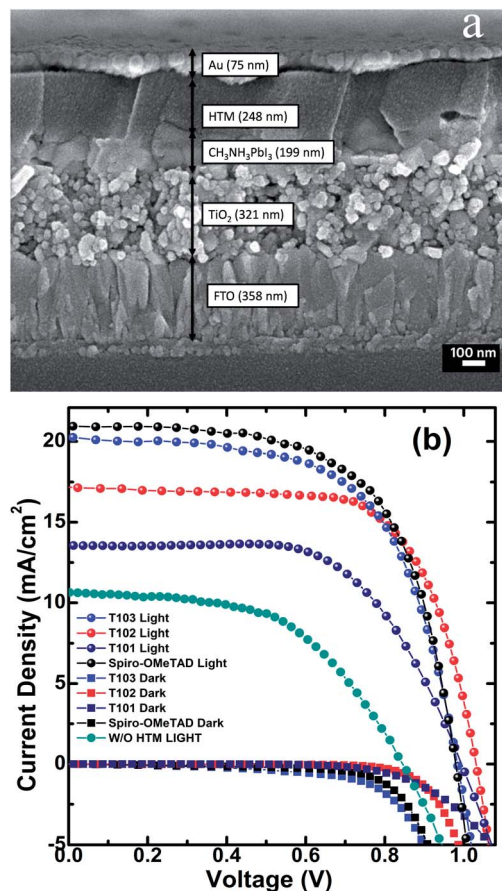 a
Au (75 nm)
HTM (248 nm)
CH₃NH₃PbI₃ (199 nm)
TiO₂ (321 nm)
FTO (358 nm)
100 nm
(b)
20
15
10
5
0
-5
T103 Light
T102 Light
T101 Light
Spiro-OMeTAD Light
T103 Dark
T102 Dark
T101 Dark
Spiro-OMeTAD Dark
W/O HTM LIGHT
0.0 0.2 0.4 0.6 0.8 1.0
Current Density (mA/cm²)
Voltage (V)